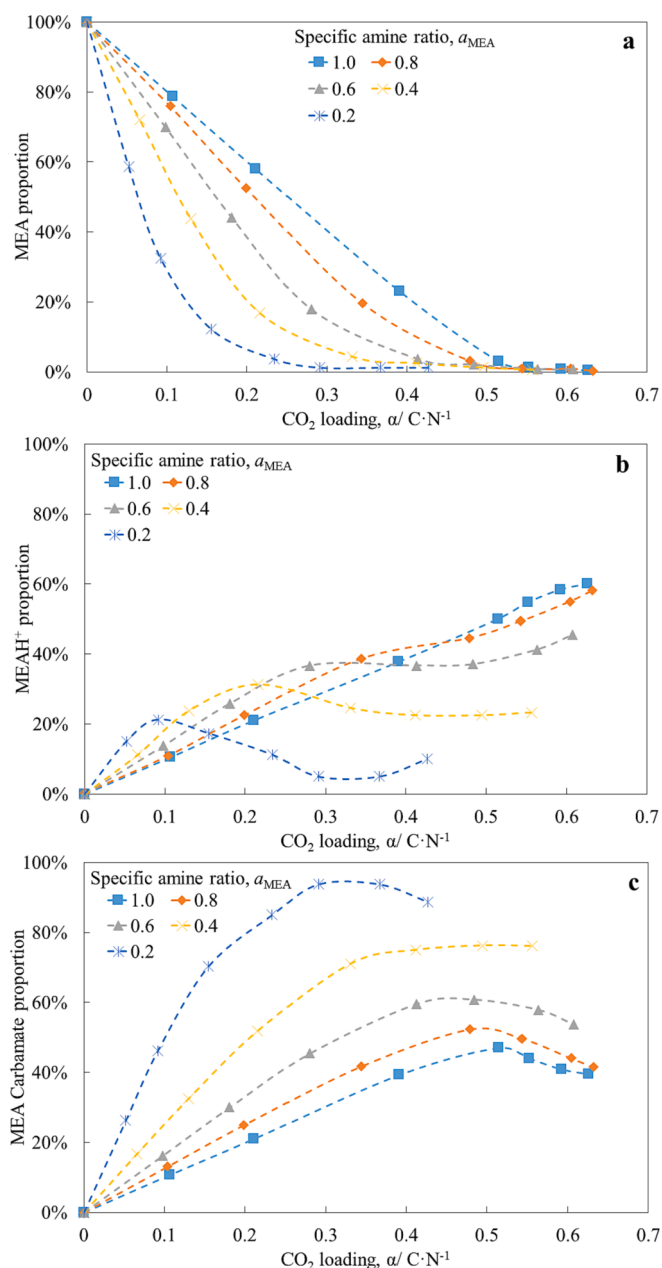 100%
80%
60%
40%
20%
0%
MEA proportion
Specific amine ratio, aMEA
1.0 0.8
0.6 0.4
0.2
a
0 0.1 0.2 0.3 0.4 0.5 0.6 0.7
CO2 loading, α/ C·N-1
100%
80%
60%
40%
20%
0%
MEAH+ proportion
Specific amine ratio, aMEA
1.0 0.8
0.6 0.4
0.2
b
0 0.1 0.2 0.3 0.4 0.5 0.6 0.7
CO2 loading, α/ C·N-1
100%
80%
60%
40%
20%
0%
MEA Carbamate proportion
Specific amine ratio, aMEA
1.0 0.8
0.6 0.4
0.2
c
0 0.1 0.2 0.3 0.4 0.5 0.6 0.7
CO2 loading, α/ C·N-1